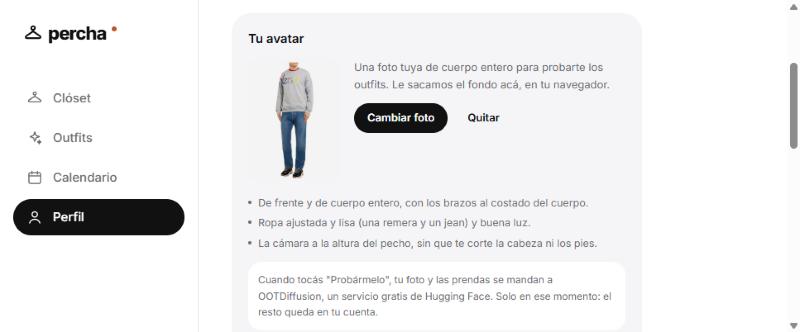 percha
Clóset
Outfits
Calendario
Perfil
Tu avatar
Una foto tuya de cuerpo entero para probarte los
outfits. Le sacamos el fondo acá, en tu navegador.
Cambiar foto
Quitar
• De frente y de cuerpo entero, con los brazos al costado del cuerpo.
• Ropa ajustada y lisa (una remera y un jean) y buena luz.
• La cámara a la altura del pecho, sin que te corte la cabeza ni los pies.
Cuando tocás "Probármelo", tu foto y las prendas se mandan a
OOTDiffusion, un servicio gratis de Hugging Face. Solo en ese momento: el
resto queda en tu cuenta.